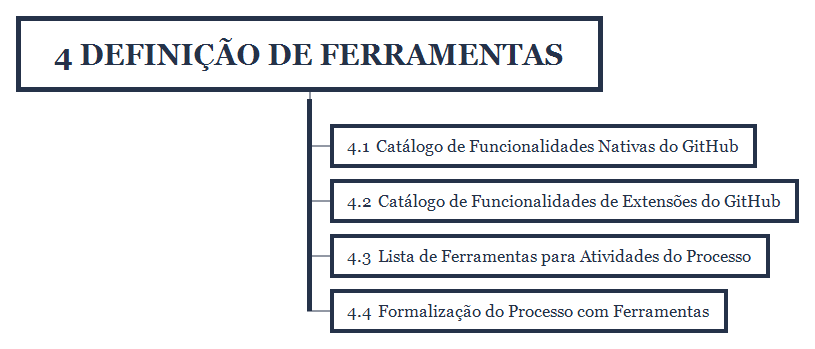 4 DEFINIÇÃO DE FERRAMENTAS
4.1 Catálogo de Funcionalidades Nativas do GitHub
4.2 Catálogo de Funcionalidades de Extensões do GitHub
4.3 Lista de Ferramentas para Atividades do Processo
4.4 Formalização do Processo com Ferramentas